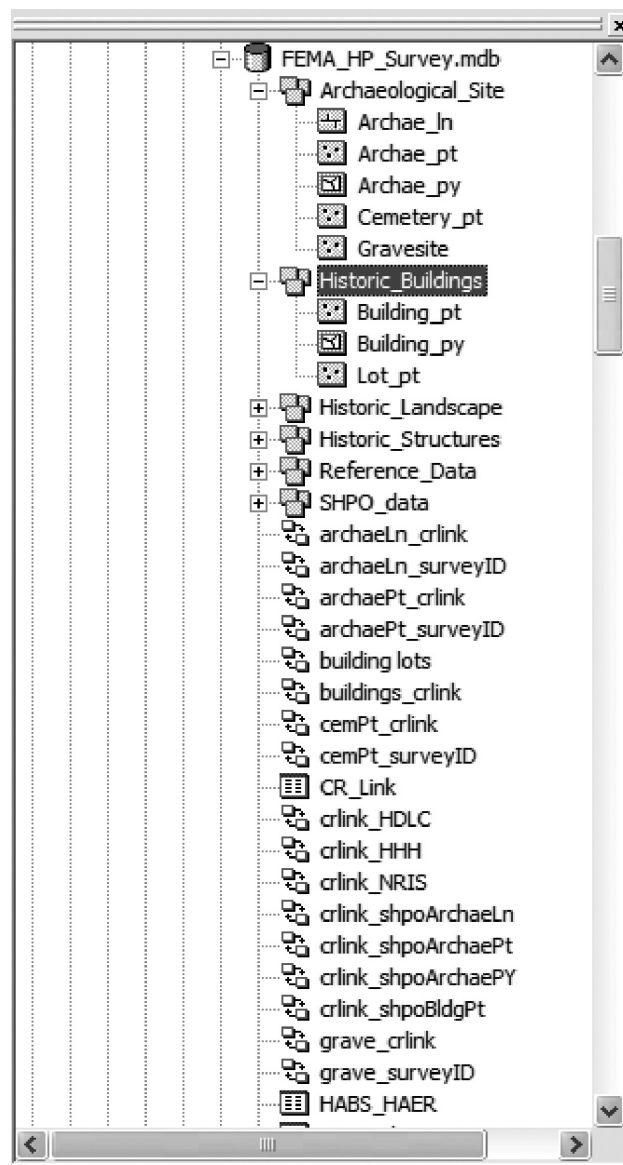 FEMA_HP_Survey.mdb
Archaeological_Site
Archae_ln
Archae_pt
Archae_py
Cemetery_pt
Gravesite
Historic_Buildings
Building_pt
Building_py
Lot_pt
Historic_Landscape
Historic_Structures
Reference_Data
SHPO_data
archaeLn_crlink
archaeLn_surveyID
archaePt_crlink
archaePt_surveyID
building lots
buildings_crlink
cemPt_crlink
cemPt_surveyID
CR_Link
crlink_HDLC
crlink_HHH
crlink_NRIS
crlink_shpoArchaeLn
crlink_shpoArchaePt
crlink_shpoArchaePY
crlink_shpoBldgPt
grave_crlink
grave_surveyID
HABS_HAER